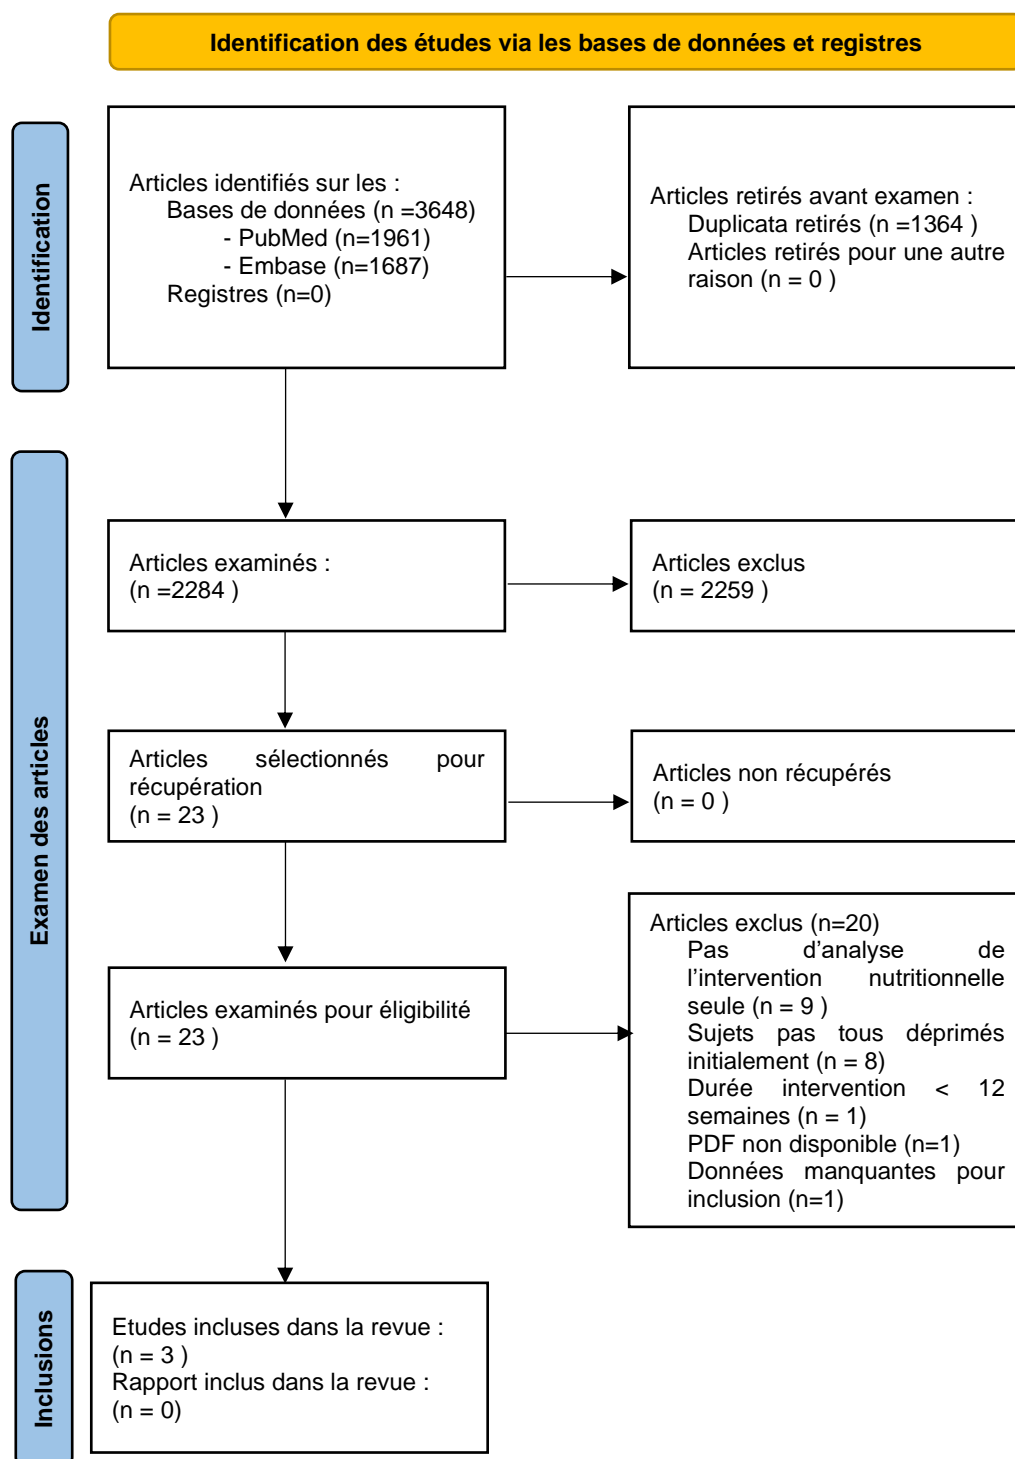 Identification des études via les bases de données et registres
Identification
Articles identifiés sur les :
Bases de données (n =3648)
- PubMed (n=1961)
- Embase (n=1687)
Registres (n=0)
Articles retirés avant examen :
Duplicata retirés (n =1364 )
Articles retirés pour une autre
raison (n = 0 )
Examen des articles
Articles examinés :
(n =2284 )
Articles exclus
(n = 2259 )
Articles sélectionnés pour
récupération
(n = 23 )
Articles non récupérés
(n = 0 )
Articles examinés pour éligibilité
(n = 23 )
Articles exclus (n=20)
Pas d’analyse de
l’intervention nutritionnelle
seule (n = 9 )
Sujets pas tous déprimés
initialement (n = 8)
Durée intervention < 12
semaines (n = 1)
PDF non disponible (n=1)
Données manquantes pour
inclusion (n=1)
Inclusions
Etudes incluses dans la revue :
(n = 3 )
Rapport inclus dans la revue :
(n = 0)